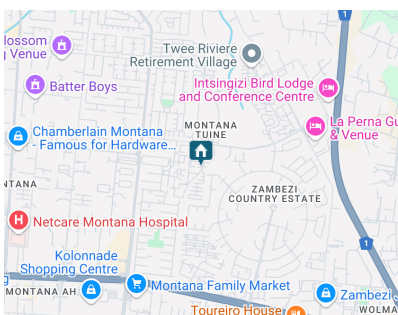 1
lossom
g Venue
Twee Riviere
Retirement Village
Batter Boys
Intsingizi Bird Lodge
and Conference Centre
La Perna Gu
& Venue
MONTANA
TUINE
Chamberlain Montana
- Famous for Hardware...
NTANA
ZAMBEZI
COUNTRY ESTATE
H
Netcare Montana Hospital
1
Kolonnade
Shopping Centre
g
MONTANA AH
Montana Family Market
Zambezi J
Toureiro House
WOLMA